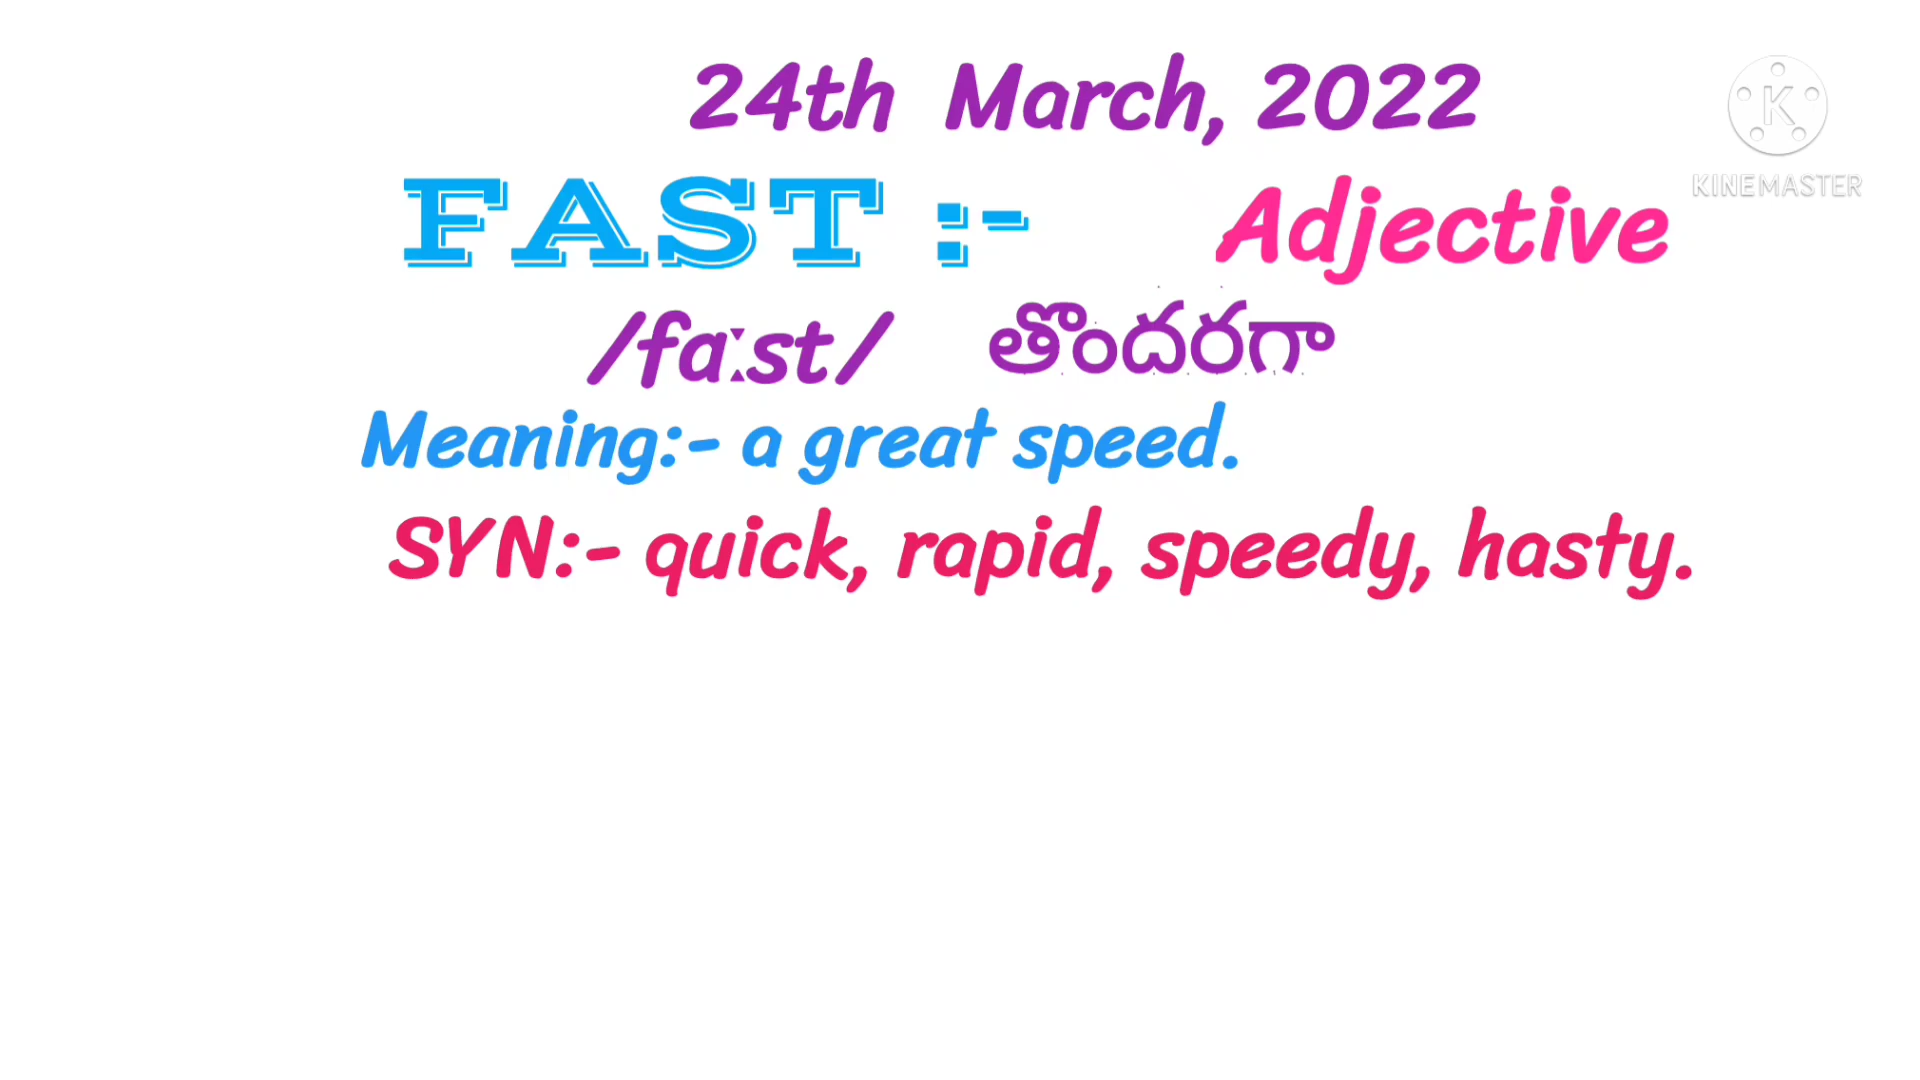 24th March, 2022
FAST :- Adjective
/fa:st/ తొందరగా
Meaning:- a great speed.
SYN:- quick, rapid, speedy, hasty.
K
KINEMASTER